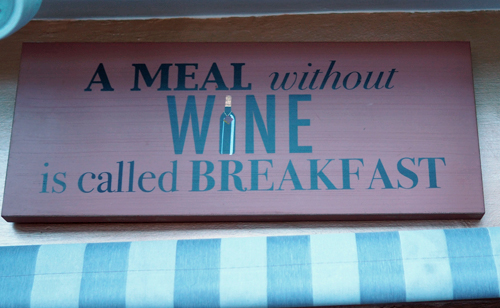 A MEAL without
WINE
is called BREAKFAST